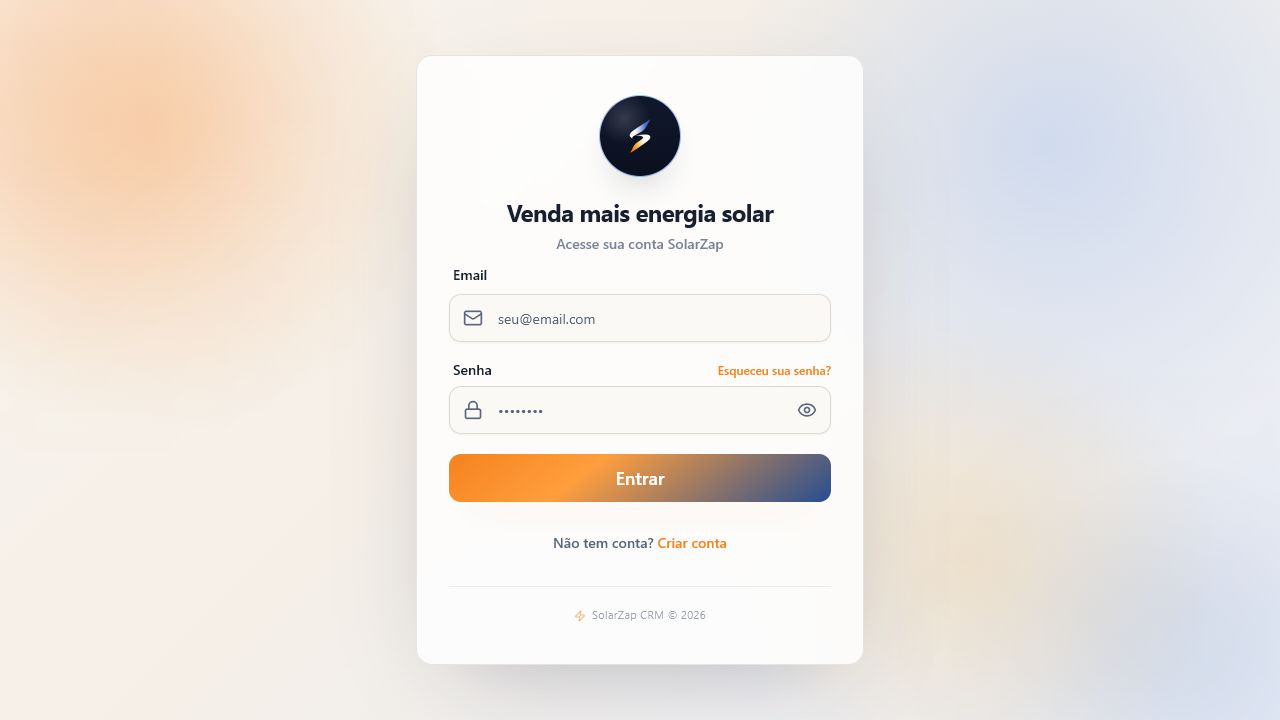 Venda mais energia solar
Acesse sua conta SolarZap
Email
seu@email.com
Senha Esqueceu sua senha?
••••••••
Entrar
Não tem conta? Criar conta
SolarZap CRM © 2026